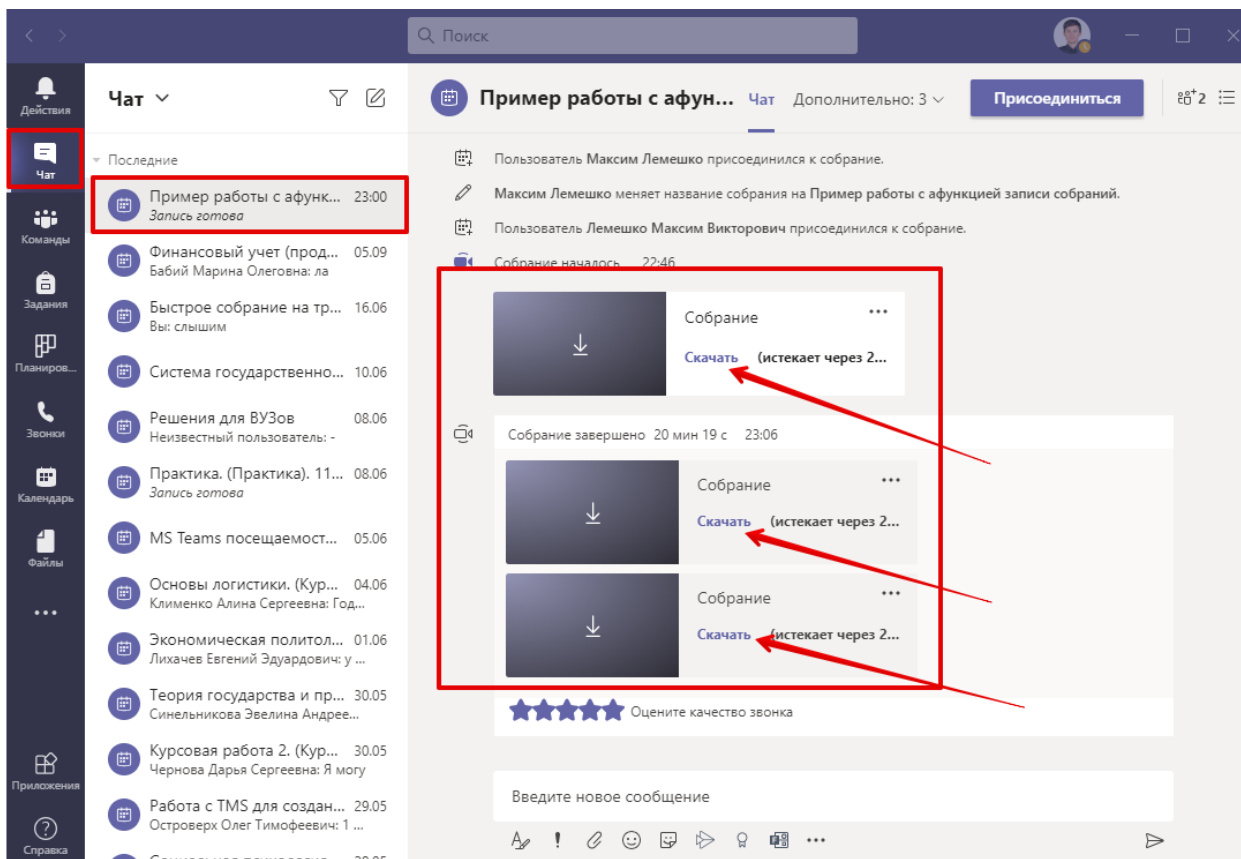 Поиск
Действия
Чат
Команды
Задания
Планиров...
Звонки
Календарь
Файлы
Приложения
Справка
Чат
Последние
Пример работы с афунк... 23:00
Запись готова
Финансовый учет (прод... 05.09
Бабий Марина Олеговна: ла
Быстрое собрание на тр... 16.06
Вы: слышим
Система государственно... 10.06
Решения для ВУЗов 08.06
Неизвестный пользователь: -
Практика. (Практика). 11... 08.06
Запись готова
MS Teams посещаемост... 05.06
Основы логистики. (Кур... 04.06
Клименко Алина Сергеевна: Год...
Экономическая политол... 01.06
Лихачев Евгений Эдуардович: у ...
Теория государства и пр... 30.05
Синельникова Эвелина Андрее...
Курсовая работа 2. (Кур... 30.05
Чернова Дарья Сергеевна: Я могу
Работа с TMS для создан... 29.05
Островерх Олег Тимофеевич: 1 ...
Пример работы с афун... Чат Дополнительно: 3 Присоединиться 2
Пользователь Максим Лемешко присоединился к собрание.
Максим Лемешко меняет название собрания на Пример работы с афункцией записи собраний.
Пользователь Лемешко Максим Викторович присоединился к собрание.
Собрание началось 22:46
Собрание
Скачать (истекает через 2...
Собрание завершено 20 мин 19 с 23:06
Собрание
Скачать (истекает через 2...
Собрание
Скачать (истекает через 2...
Оцените качество звонка
Введите новое сообщение